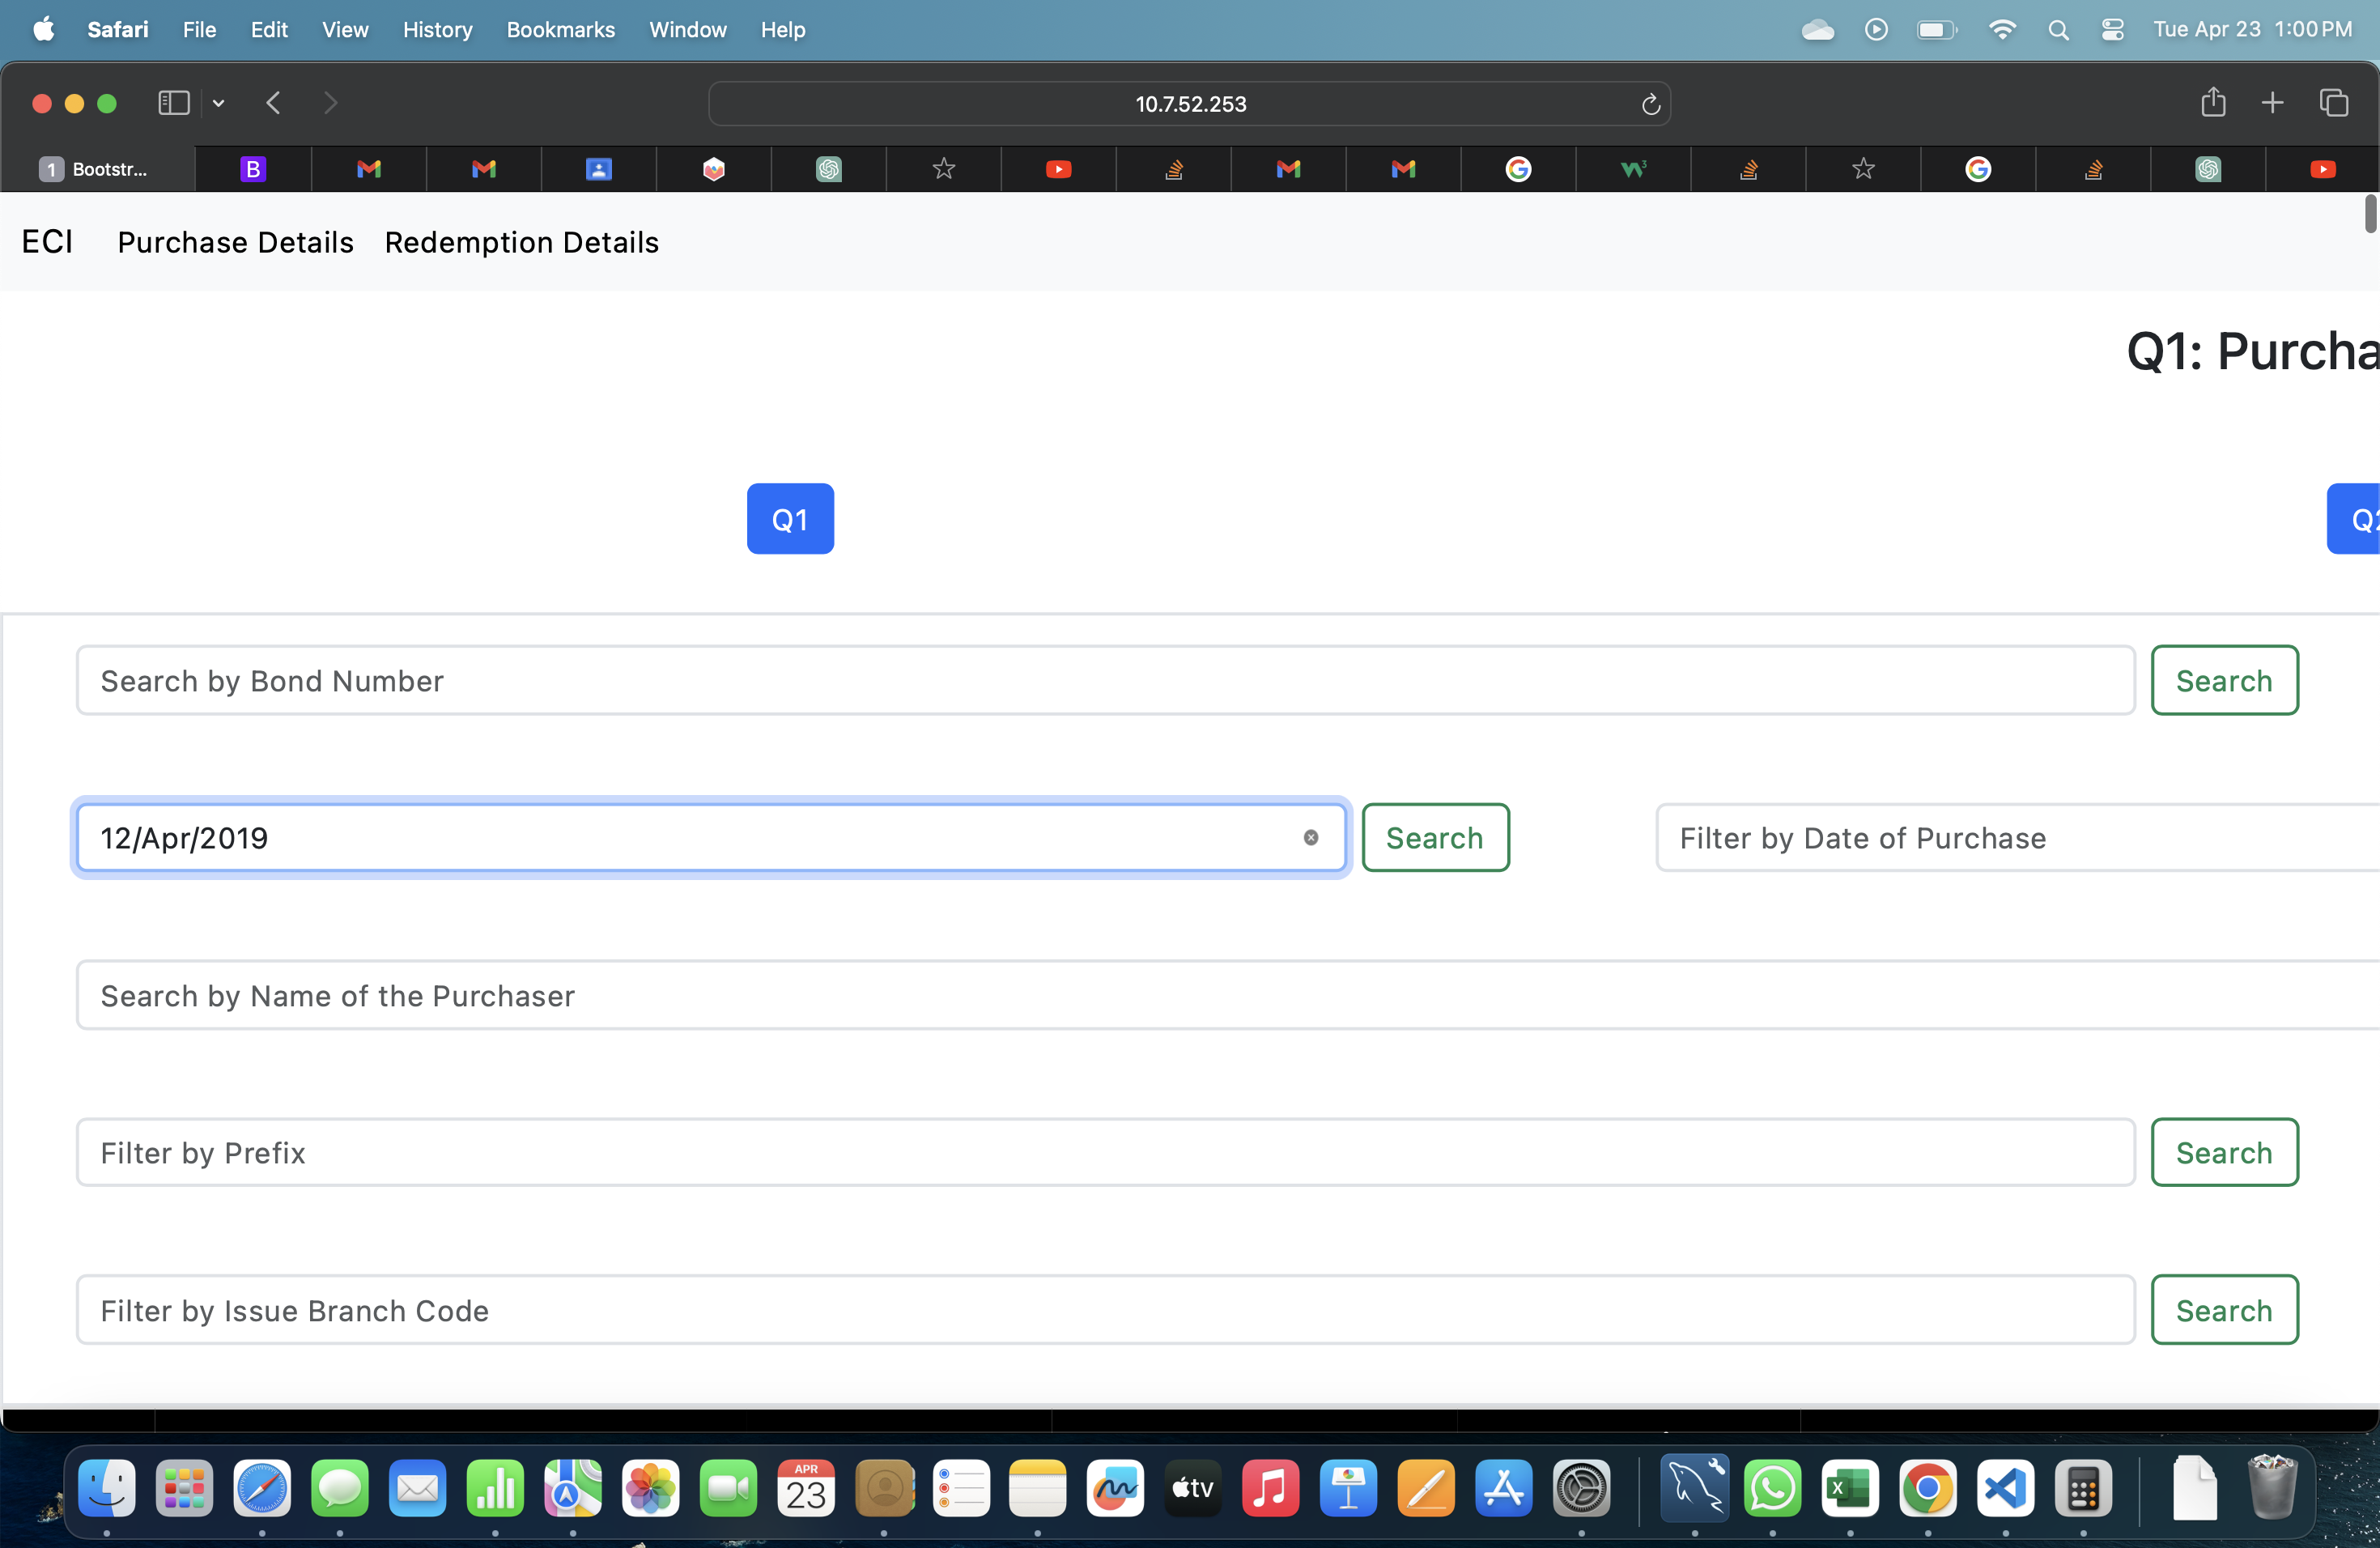 Safari File Edit View History Bookmarks Window Help Tue Apr 23 1:00 PM
10.7.52.253
1 Bootstr...
ECI Purchase Details Redemption Details
Q1: Purcha
Q1
Search by Bond Number Search
12/Apr/2019 Search Filter by Date of Purchase
Search by Name of the Purchaser
Filter by Prefix Search
Filter by Issue Branch Code Search
APR
23
tv